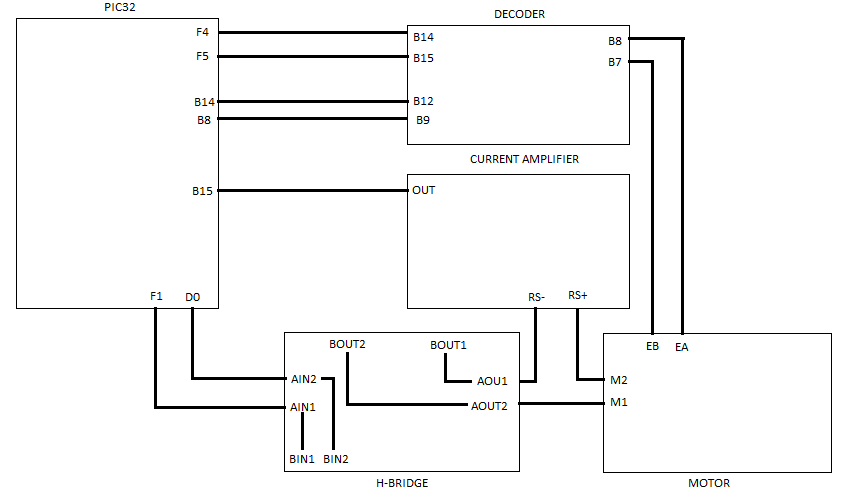 PIC32
DECODER
F4
B14
B8
F5
B15
B7
B14
B12
B8
B9
CURRENT AMPLIFIER
B15
OUT
F1
D0
RS-
RS+
BOUT2
BOUT1
EB
EA
AIN2
AOU1
M2
AIN1
AOUT2
M1
BIN1
BIN2
H-BRIDGE
MOTOR